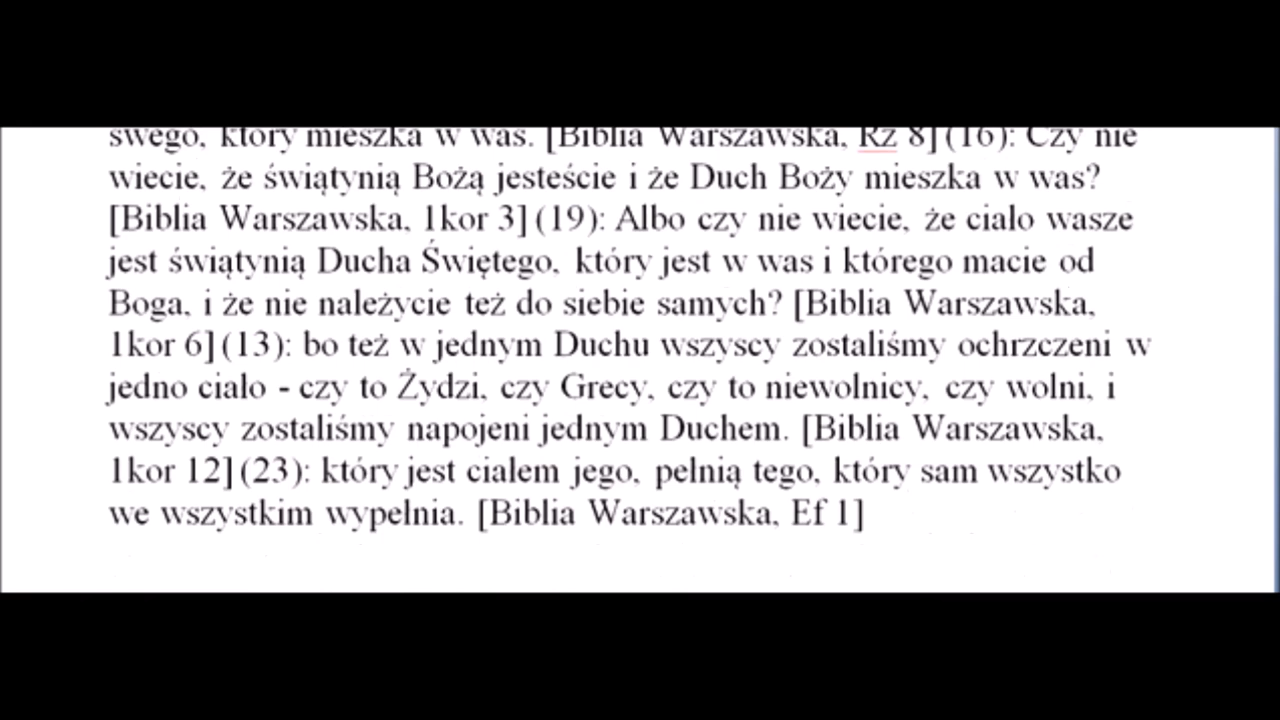 swego, który mieszka w was. [Biblia Warszawska, Rz 8] (16): Czy nie
wiecie, że świątynią Bożą jesteście i że Duch Boży mieszka w was?
[Biblia Warszawska, 1kor 3] (19): Albo czy nie wiecie, że ciało wasze
jest świątynią Ducha Świętego, który jest w was i którego macie od
Boga, i że nie należycie też do siebie samych? [Biblia Warszawska,
1kor 6] (13): bo też w jednym Duchu wszyscy zostaliśmy ochrzczeni w
jedno ciało - czy to Żydzi, czy Grecy, czy to niewolnicy, czy wolni, i
wszyscy zostaliśmy napojeni jednym Duchem. [Biblia Warszawska,
1kor 12] (23): który jest ciałem jego, pełnią tego, który sam wszystko
we wszystkim wypełnia. [Biblia Warszawska, Ef 1]